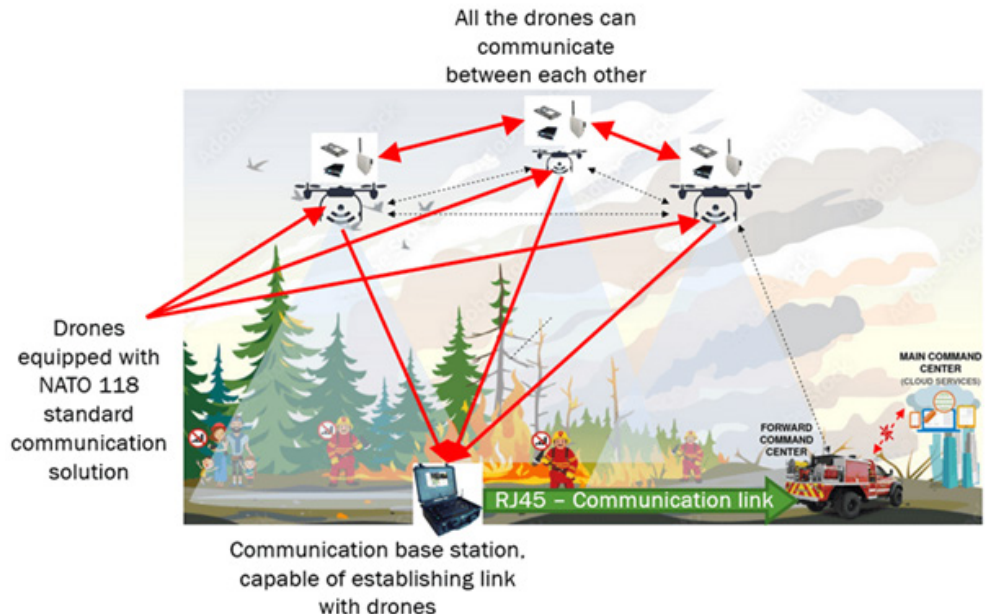 All the drones can
communicate
between each other
Drones
equipped with
NATO 118
standard
communication
solution
MAIN COMMAND
CENTER
(CLOUD SERVICES)
FORWARD
COMMAND
CENTER
RJ45 – Communication link
Communication base station,
capable of establishing link
with drones